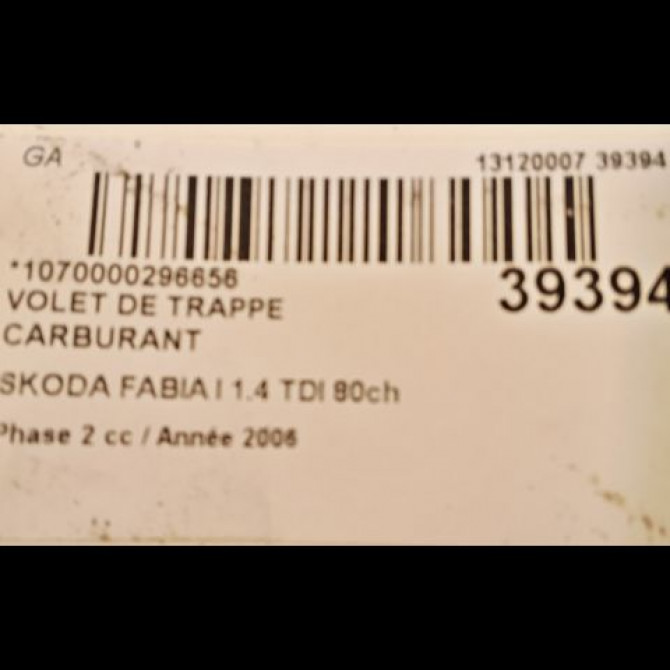 GA
13120007 39394
*1070000296656
39394
VOLET DE TRAPPE
CARBURANT
SKODA FABIA I 1.4 TDI 80ch
Phase 2 cc / Année 2006